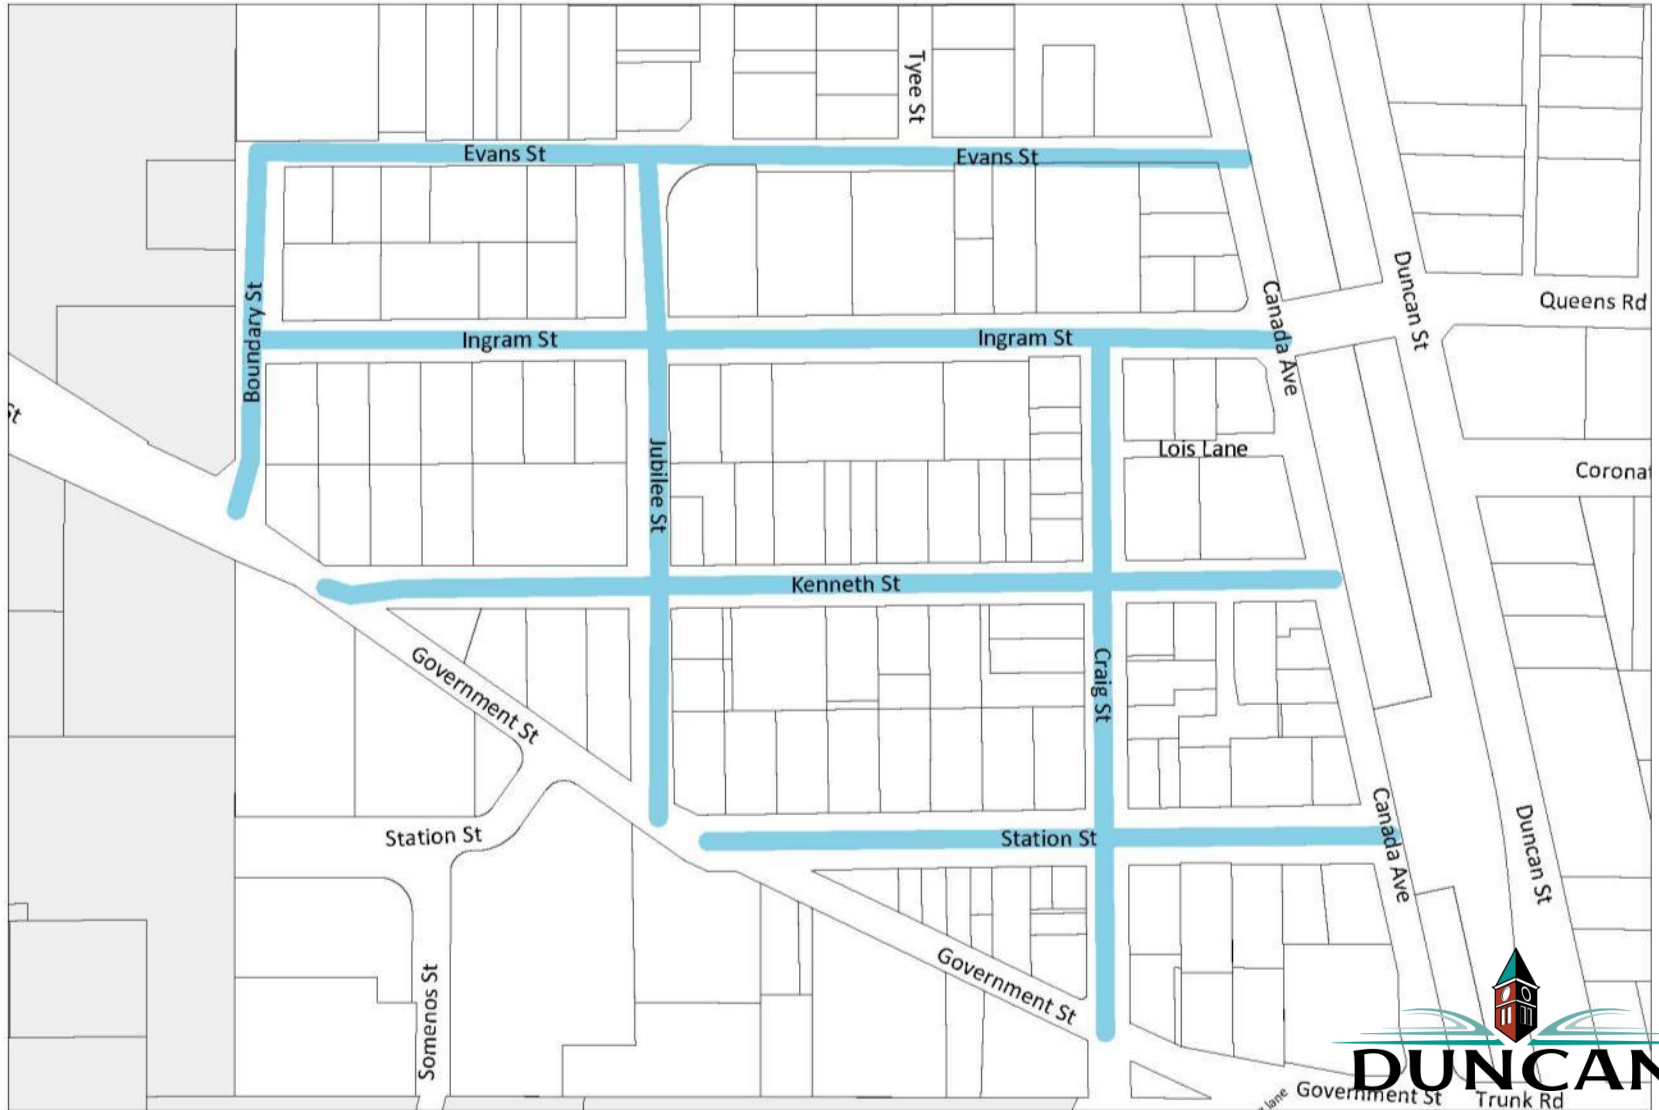 Tyee St
Evans St
Evans St
Boundary St
Canada Ave
Duncan St
Queens Rd
Ingram St
Ingram St
St
Jubilee St
Lois Lane
Kenneth St
Government St
Craig St
Station St
Station St
Canada Ave
Duncan St
Somenos St
Government St
DUNCAN
Lane
Government St
Trunk Rd